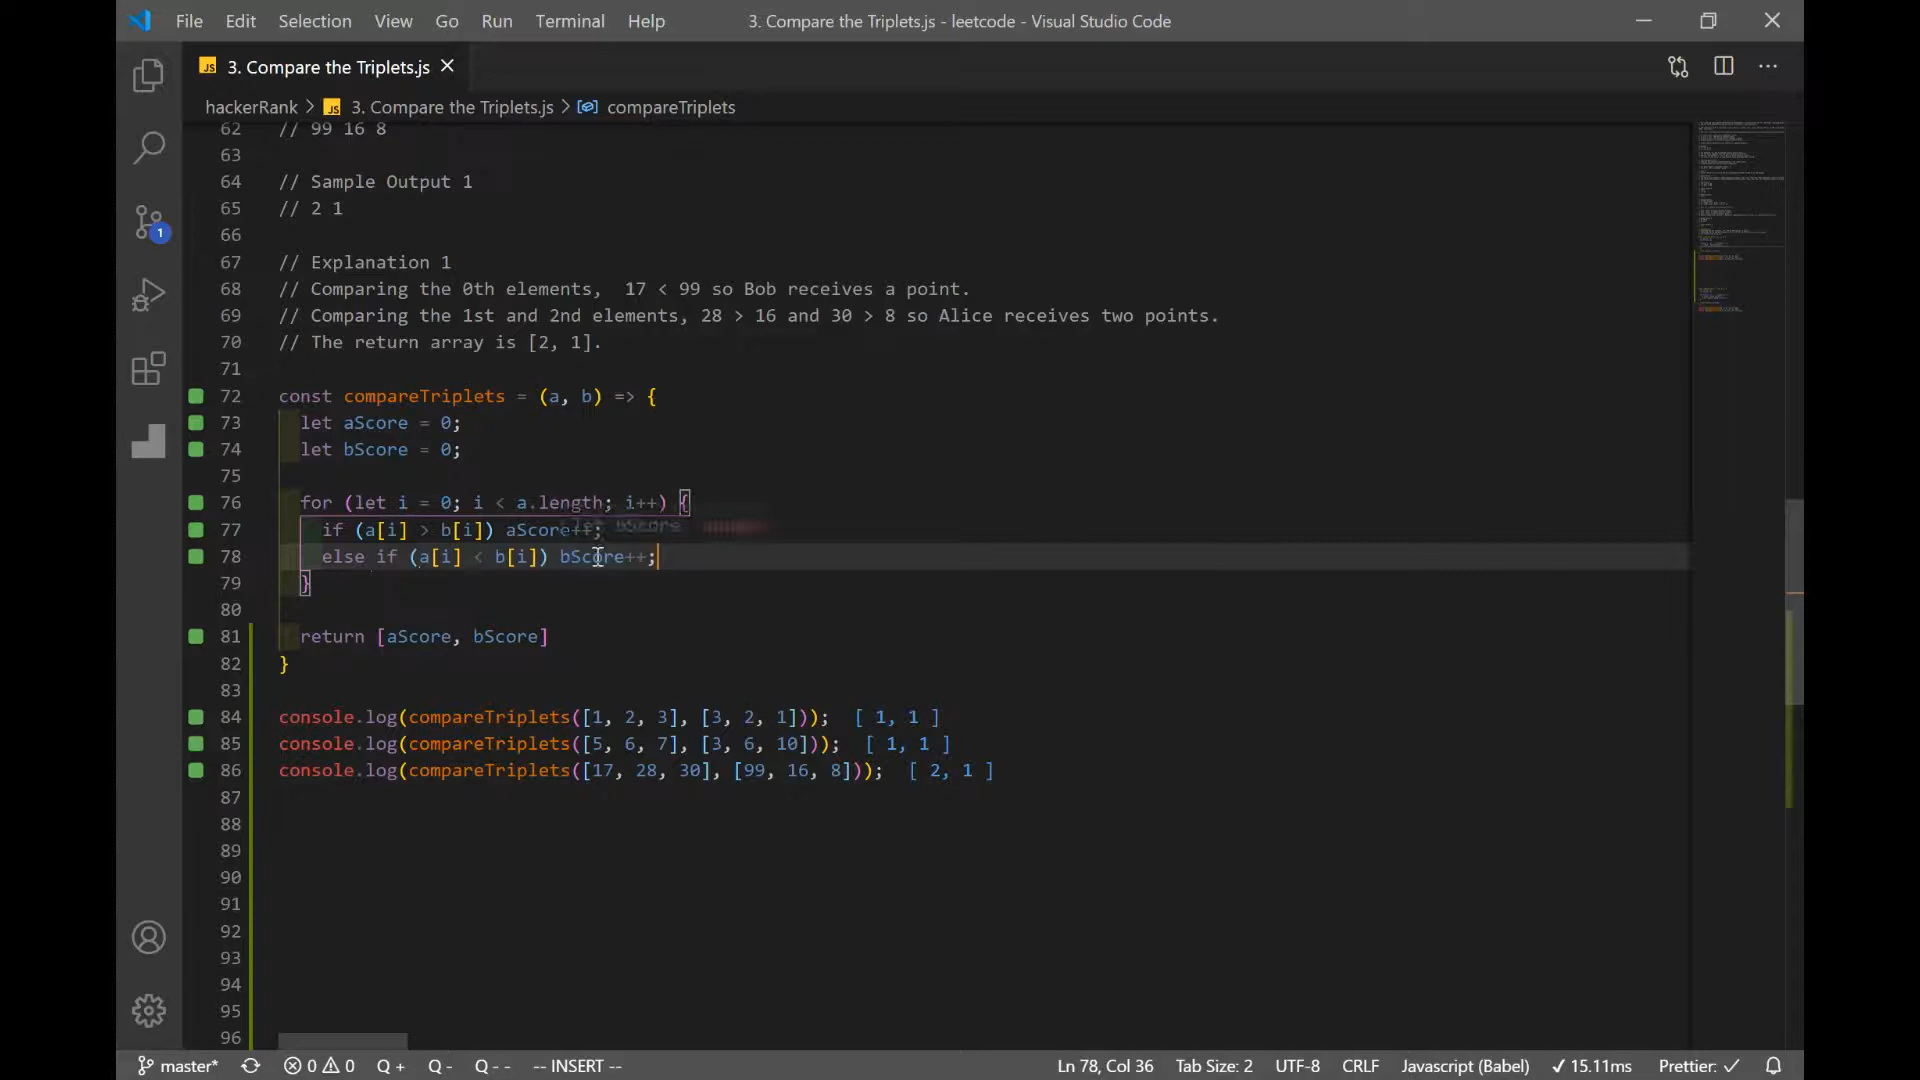 File Edit Selection View Go Run Terminal Help 3. Compare the Triplets.js - leetcode - Visual Studio Code
JS 3. Compare the Triplets.js
hackerRank > JS 3. Compare the Triplets.js > compareTriplets
62 // 99 16 8
63
64 // Sample Output 1
65 // 2 1
66
67 // Explanation 1
68 // Comparing the 0th elements,  17 < 99 so Bob receives a point.
69 // Comparing the 1st and 2nd elements, 28 > 16 and 30 > 8 so Alice receives two points.
70 // The return array is [2, 1].
71
72 const compareTriplets = (a, b) => {
73 let aScore = 0;
74 let bScore = 0;
75
76 for (let i = 0; i < a.length; i++) {
77 if (a[i] > b[i]) aScore++;
78 else if (a[i] < b[i]) bScore++;
79 }
80
81 return [aScore, bScore]
82 }
83
84 console.log(compareTriplets([1, 2, 3], [3, 2, 1])); [ 1, 1 ]
85 console.log(compareTriplets([5, 6, 7], [3, 6, 10])); [ 1, 1 ]
86 console.log(compareTriplets([17, 28, 30], [99, 16, 8])); [ 2, 1 ]
87
88
89
90
91
92
93
94
95
96
1
master* 0 0 Q + Q - Q - - -- INSERT -- Ln 78, Col 36 Tab Size: 2 UTF-8 CRLF Javascript (Babel) ✓ 15.11ms Prettier: ✓